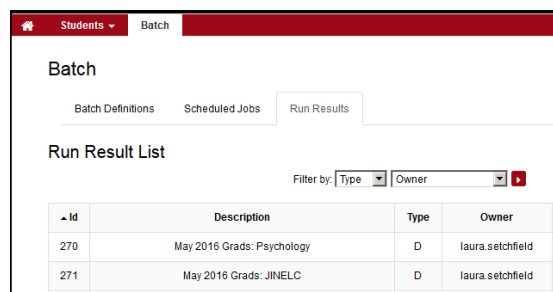 Students Batch
Batch
Batch Definitions Scheduled Jobs Run Results
Run Result List
Filter by: Type Owner
Id Description Type Owner
270 May 2016 Grads: Psychology D laura.setchfield
271 May 2016 Grads: JINELC D laura.setchfield